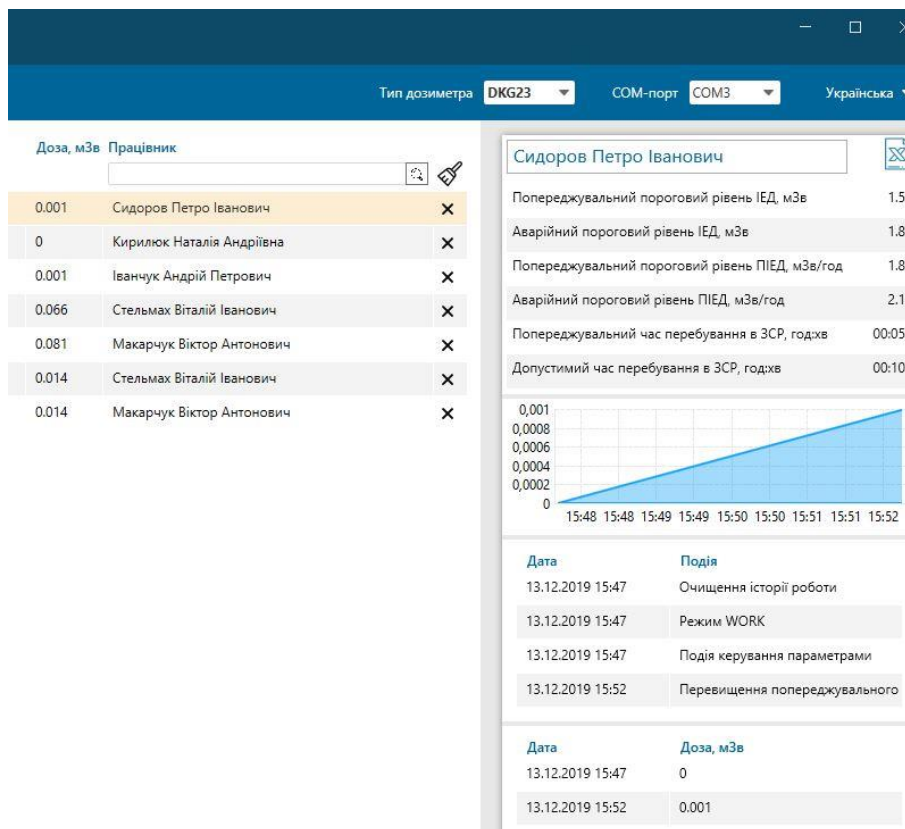 Тип дозиметра DKG23 COM-порт COM3 Українська
Доза, мЗв Працівник
0.001 Сидоров Петро Іванович
0 Кирилюк Наталія Андріївна
0.001 Іванчук Андрій Петрович
0.066 Стельмах Віталій Іванович
0.081 Макарчук Віктор Антонович
0.014 Стельмах Віталій Іванович
0.014 Макарчук Віктор Антонович
Сидоров Петро Іванович
Попереджувальний пороговий рівень ІЕД, мЗв 1.5
Аварійний пороговий рівень ІЕД, мЗв 1.8
Попереджувальний пороговий рівень ПІЕД, мЗв/год 1.8
Аварійний пороговий рівень ПІЕД, мЗв/год 2.1
Попереджувальний час перебування в ЗСР, год:хв 00:05
Допустимий час перебування в ЗСР, год:хв 00:10
0,001
0,0008
0,0006
0,0004
0,0002
0
15:48 15:48 15:49 15:49 15:50 15:50 15:51 15:51 15:52
Дата Подія
13.12.2019 15:47 Очищення історії роботи
13.12.2019 15:47 Режим WORK
13.12.2019 15:47 Подія керування параметрами
13.12.2019 15:52 Перевищення попереджувального
Дата Доза, мЗв
13.12.2019 15:47 0
13.12.2019 15:52 0.001